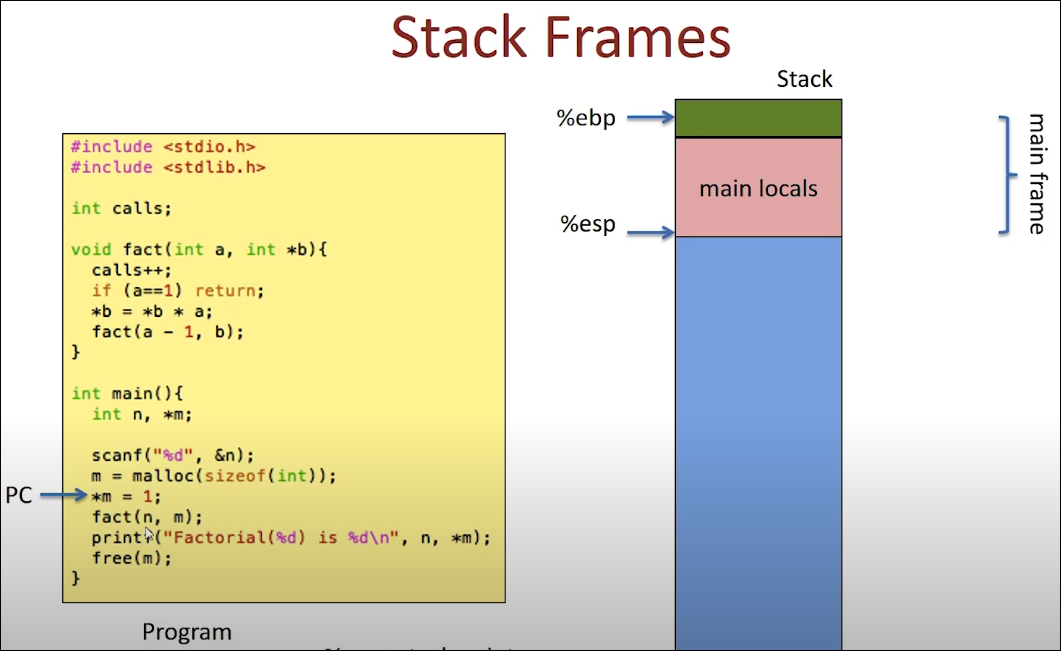 Stack Frames
Stack
%ebp
main locals
%esp
main frame
#include <stdio.h>
#include <stdlib.h>
int calls;
void fact(int a, int *b){
calls++;
if (a==1) return;
*b = *b * a;
fact(a - 1, b);
}
int main(){
int n, *m;
scanf("%d", &n);
m = malloc(sizeof(int));
PC
*m = 1;
fact(n, m);
printf("Factorial(%d) is %d\n", n, *m);
free(m);
}
Program